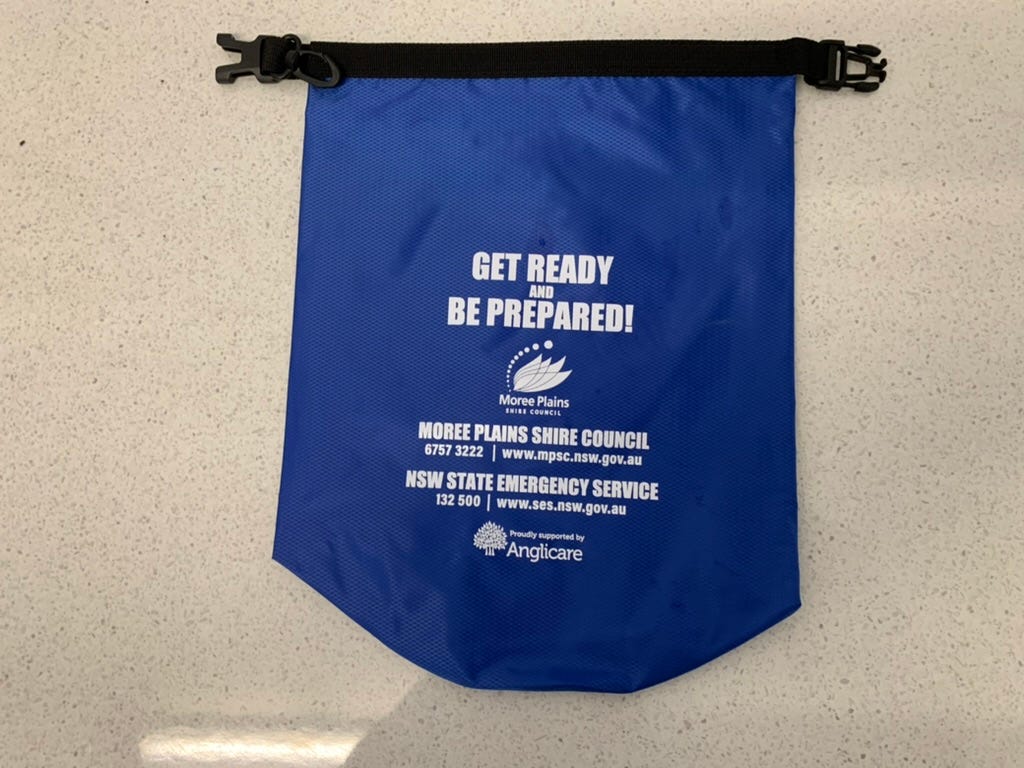 GET READY
AND
BE PREPARED!
Moree Plains
SHIRE COUNCIL
MOREE PLAINS SHIRE COUNCIL
6757 3222 | www.mpsc.nsw.gov.au
NSW STATE EMERGENCY SERVICE
132 500 | www.ses.nsw.gov.au
Proudly supported by
Anglicare